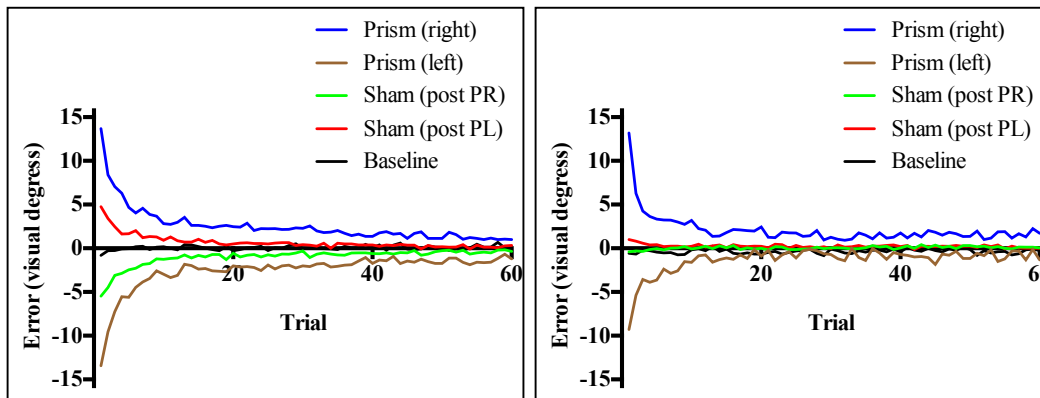 Prism (right)
Prism (left)
Sham (post PR)
Sham (post PL)
Baseline
15
10
5
0
-5
-10
-15
20
40
60
Error (visual degress)
Trial
Prism (right)
Prism (left)
Sham (post PR)
Sham (post PL)
Baseline
15
10
5
0
-5
-10
-15
20
40
Error (visual degress)
Trial